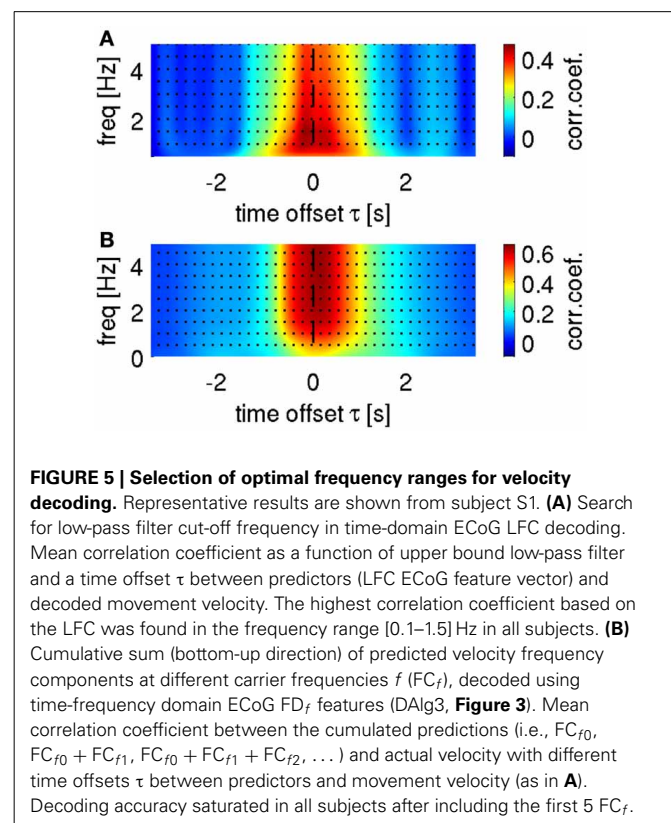 A
freq [Hz]
4
2
-2 0 2
time offset τ [s]
0.4
0.2
0
corr.coef.
B
freq [Hz]
4
2
0
-2 0 2
time offset τ [s]
0.6
0.4
0.2
0
corr.coef.
FIGURE 5 | Selection of optimal frequency ranges for velocity
decoding. Representative results are shown from subject S1. (A) Search
for low-pass filter cut-off frequency in time-domain ECoG LFC decoding.
Mean correlation coefficient as a function of upper bound low-pass filter
and a time offset τ between predictors (LFC ECoG feature vector) and
decoded movement velocity. The highest correlation coefficient based on
the LFC was found in the frequency range [0.1–1.5] Hz in all subjects. (B)
Cumulative sum (bottom-up direction) of predicted velocity frequency
components at different carrier frequencies f (FCf), decoded using
time-frequency domain ECoG FDf features (DAlg3, Figure 3). Mean
correlation coefficient between the cumulated predictions (i.e., FCf0,
FCf0 + FCf1, FCf0 + FCf1 + FCf2, . . . ) and actual velocity with different
time offsets τ between predictors and movement velocity (as in A).
Decoding accuracy saturated in all subjects after including the first 5 FCf.